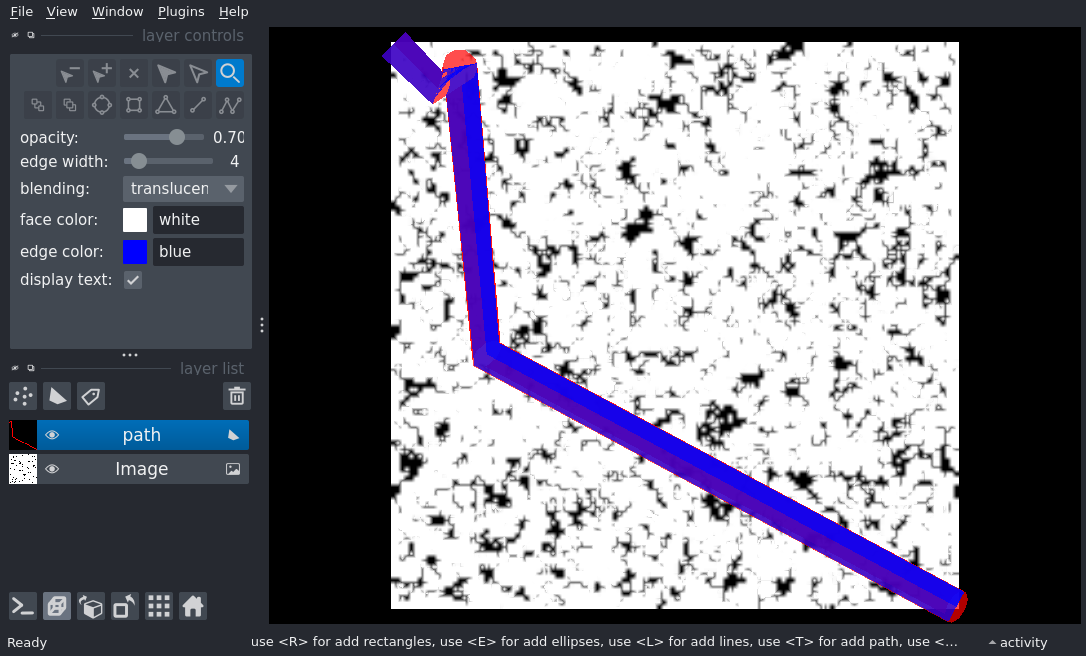 File View Window Plugins Help
layer controls
opacity: 0.70
edge width: 4
blending: translucen
face color: white
edge color: blue
display text:
layer list
path
Image
Ready use <R> for add rectangles, use <E> for add ellipses, use <L> for add lines, use <T> for add path, use <... activity